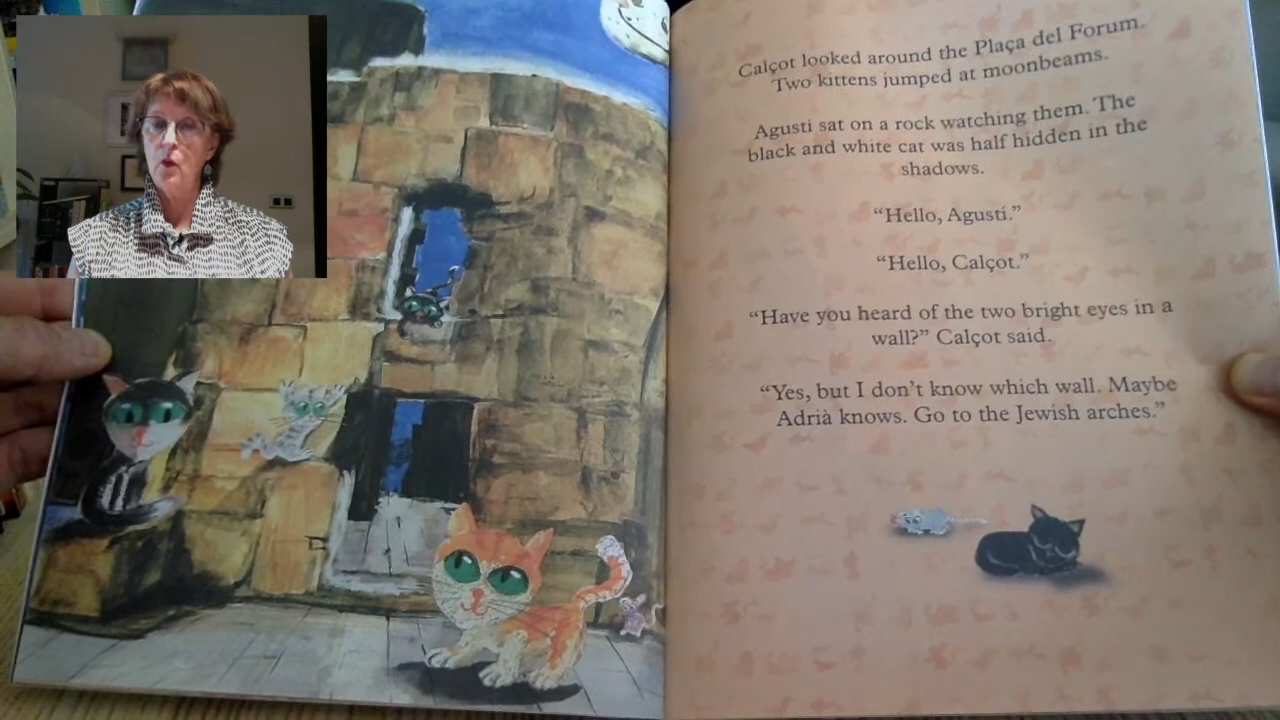 Calçot looked around the Plaça del Forum.
Two kittens jumped at moonbeams.
Agustí sat on a rock watching them. The
black and white cat was half hidden in the
shadows.
“Hello, Agustí.”
“Hello, Calçot.”
“Have you heard of the two bright eyes in a
wall?” Calçot said.
“Yes, but I don’t know which wall. Maybe
Adrià knows. Go to the Jewish arches.”